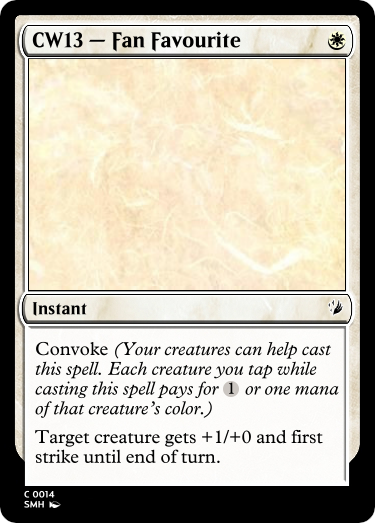 CW13 — Fan Favourite
Instant
Convoke (Your creatures can help cast
this spell. Each creature you tap while
casting this spell pays for 1 or one mana
of that creature's color.)
Target creature gets +1/+0 and first
strike until end of turn.
C 0014
SMH